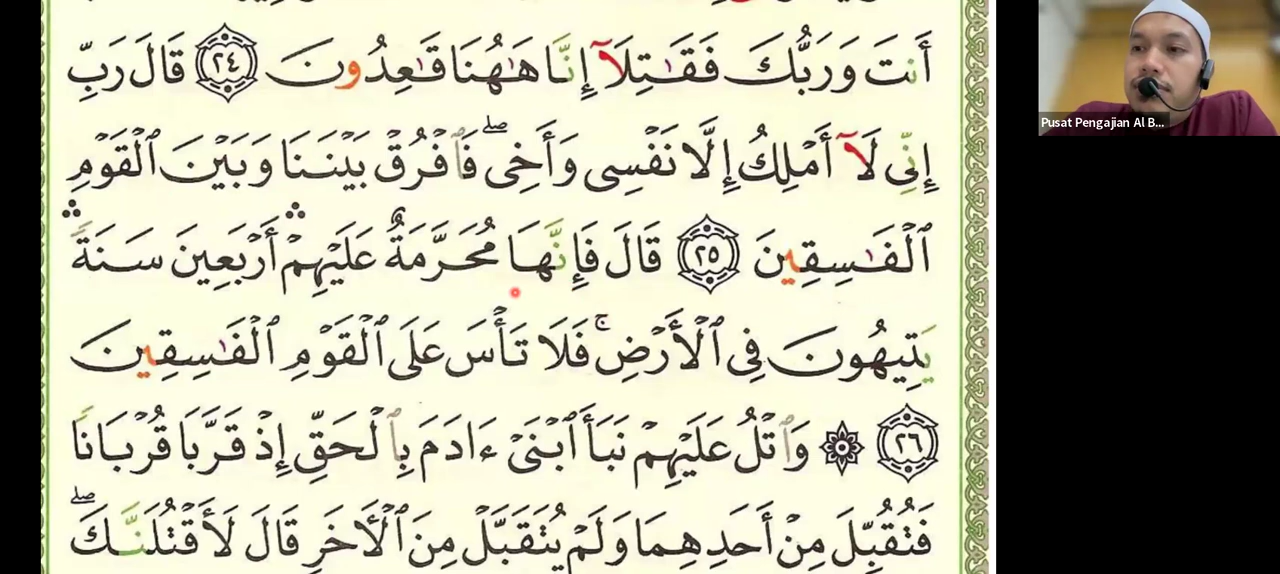 أَنتَ وَرَبُّكَ فَقَـٰتِلَآ إِنَّا هَـٰهُنَا قَـٰعِدُونَ ٢٤ قَالَ رَبِّ
إِنِّى لَآ أَمْلِكُ إِلَّا نَفْسِى وَأَخِى ۖ فَٱفْرُقْ بَيْنَنَا وَبَيْنَ ٱلْقَوْمِ
ٱلْفَـٰسِقِينَ ٢٥ قَالَ فَإِنَّهَا مُحَرَّمَةٌ عَلَيْهِمْ ۛ أَرْبَعِينَ سَنَةً ۛ
يَتِيهُونَ فِى ٱلْأَرْضِ ۚ فَلَا تَأْسَ عَلَى ٱلْقَوْمِ ٱلْفَـٰسِقِينَ
٢٦ ۞ وَٱتْلُ عَلَيْهِمْ نَبَأَ ٱبْنَىْ ءَادَمَ بِٱلْحَقِّ إِذْ قَرَّبَا قُرْبَانًا
فَتُقُبِّلَ مِنْ أَحَدِهِمَا وَلَمْ يُتَقَبَّلْ مِنَ ٱلْـَٔاخَرِ قَالَ لَأَقْتُلَنَّكَ ۖ
Pusat Pengajian Al B...